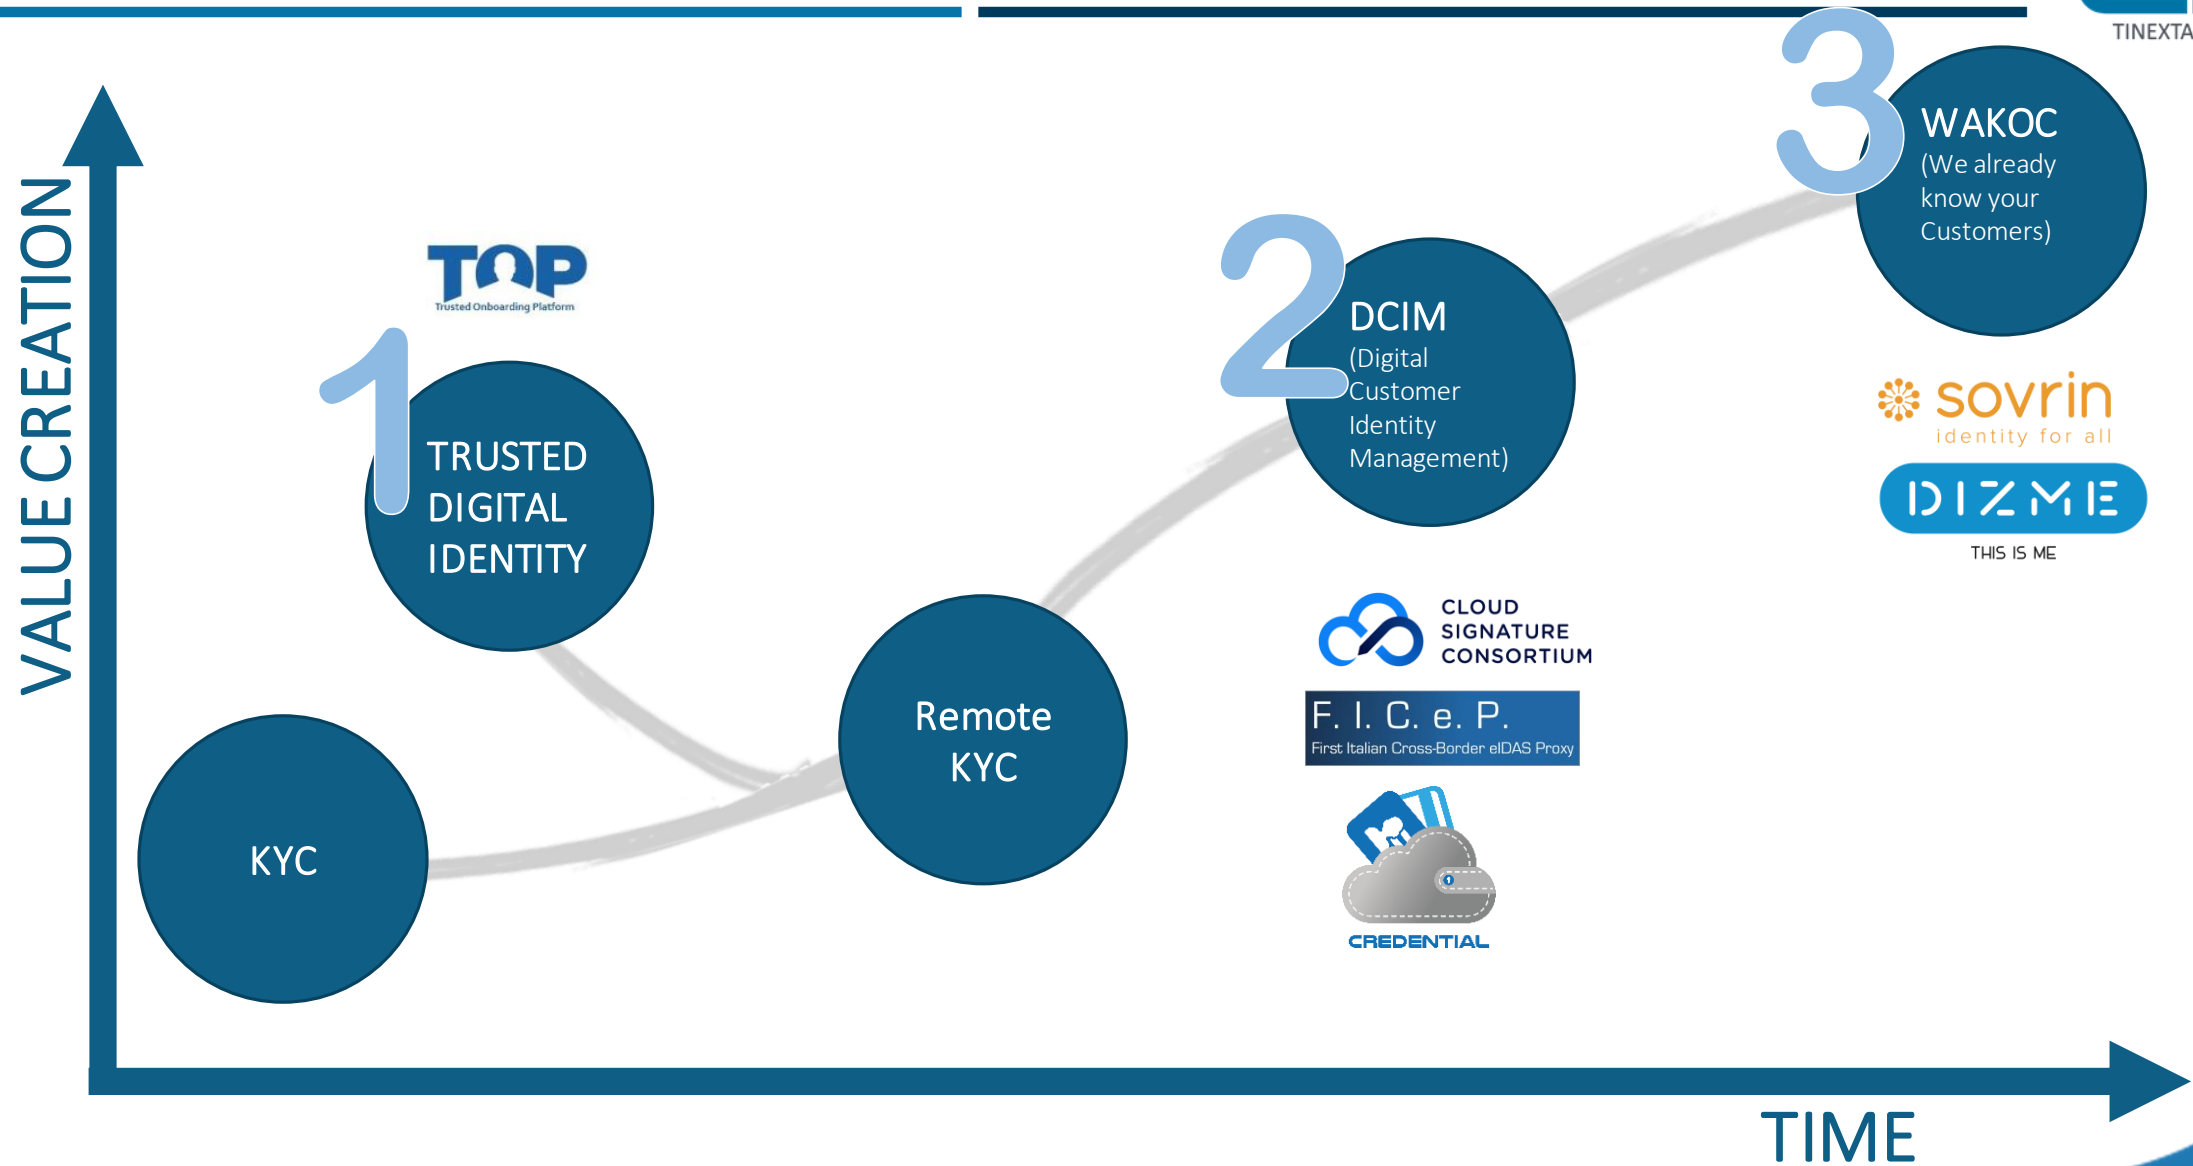 TINEXTA
VALUE CREATION
3
WAKOC
(We already
know your
Customers)
TOP
Trusted Onboarding Platform
1
TRUSTED
DIGITAL
IDENTITY
2
DCIM
(Digital
Customer
Identity
Management)
sovrin
identity for all
DIZME
THIS IS ME
CLOUD
SIGNATURE
CONSORTIUM
F. I. C. e. P.
First Italian Cross-Border eIDAS Proxy
CREDENTIAL
Remote
KYC
KYC
TIME